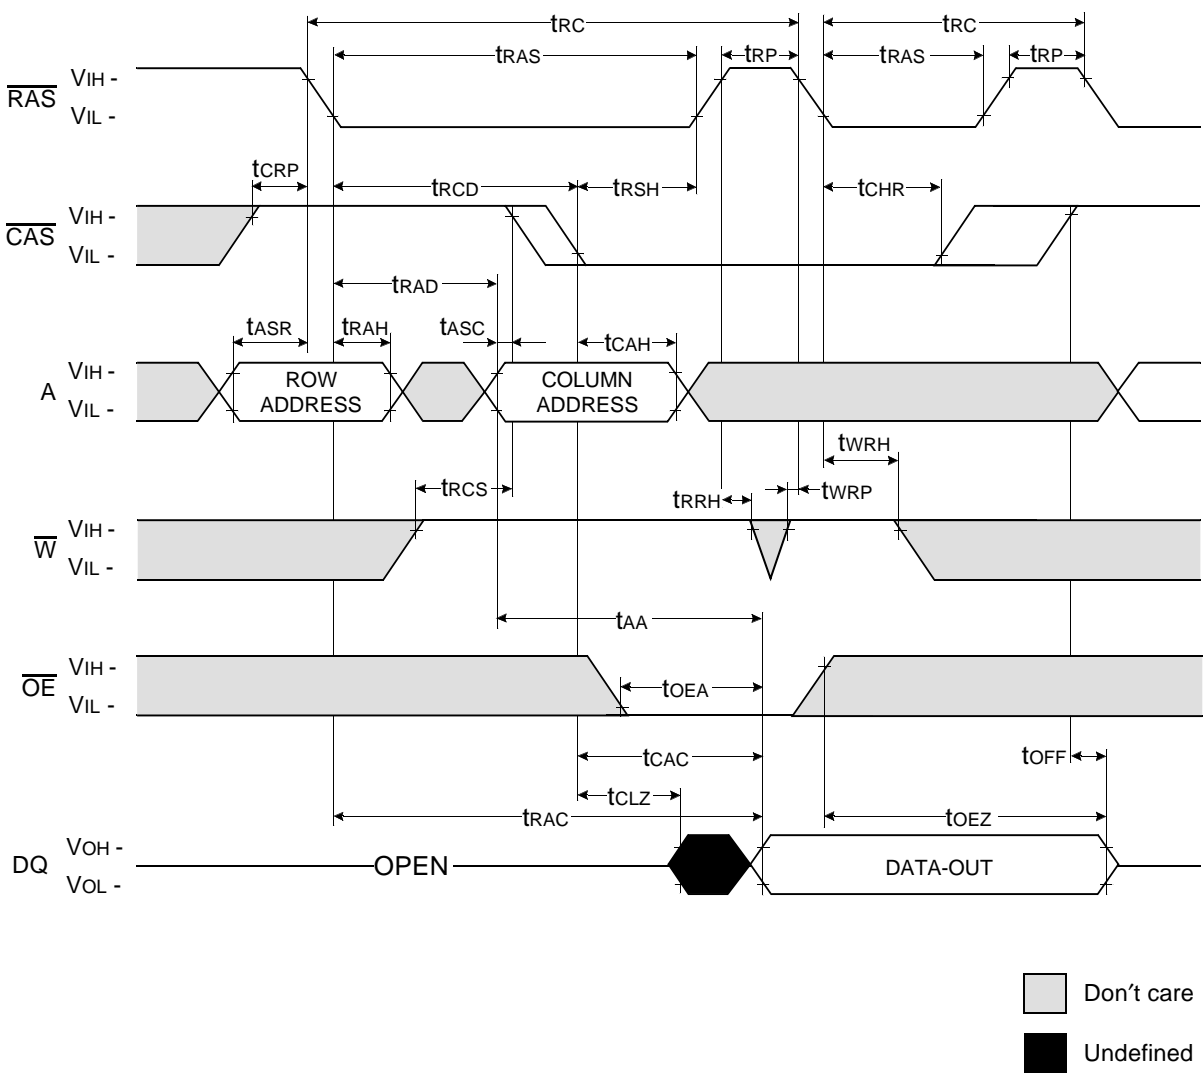 tRC tRC
tRAS tRP tRAS tRP
RAS VIH -
VIL -
tCRP tRCD tRSH tCHR
CAS VIH -
VIL -
tRAD
tASR tRAH tASC tCAH
A VIH -
VIL -
ROW
ADDRESS
COLUMN
ADDRESS
tWRH
tRCS tRRH tWRP
W VIH -
VIL -
tAA
OE VIH -
VIL -
tOEA
tCAC tOFF
tCLZ
tRAC tOEZ
DQ VOH -
VOL -
OPEN DATA-OUT
Don′t care
Undefined